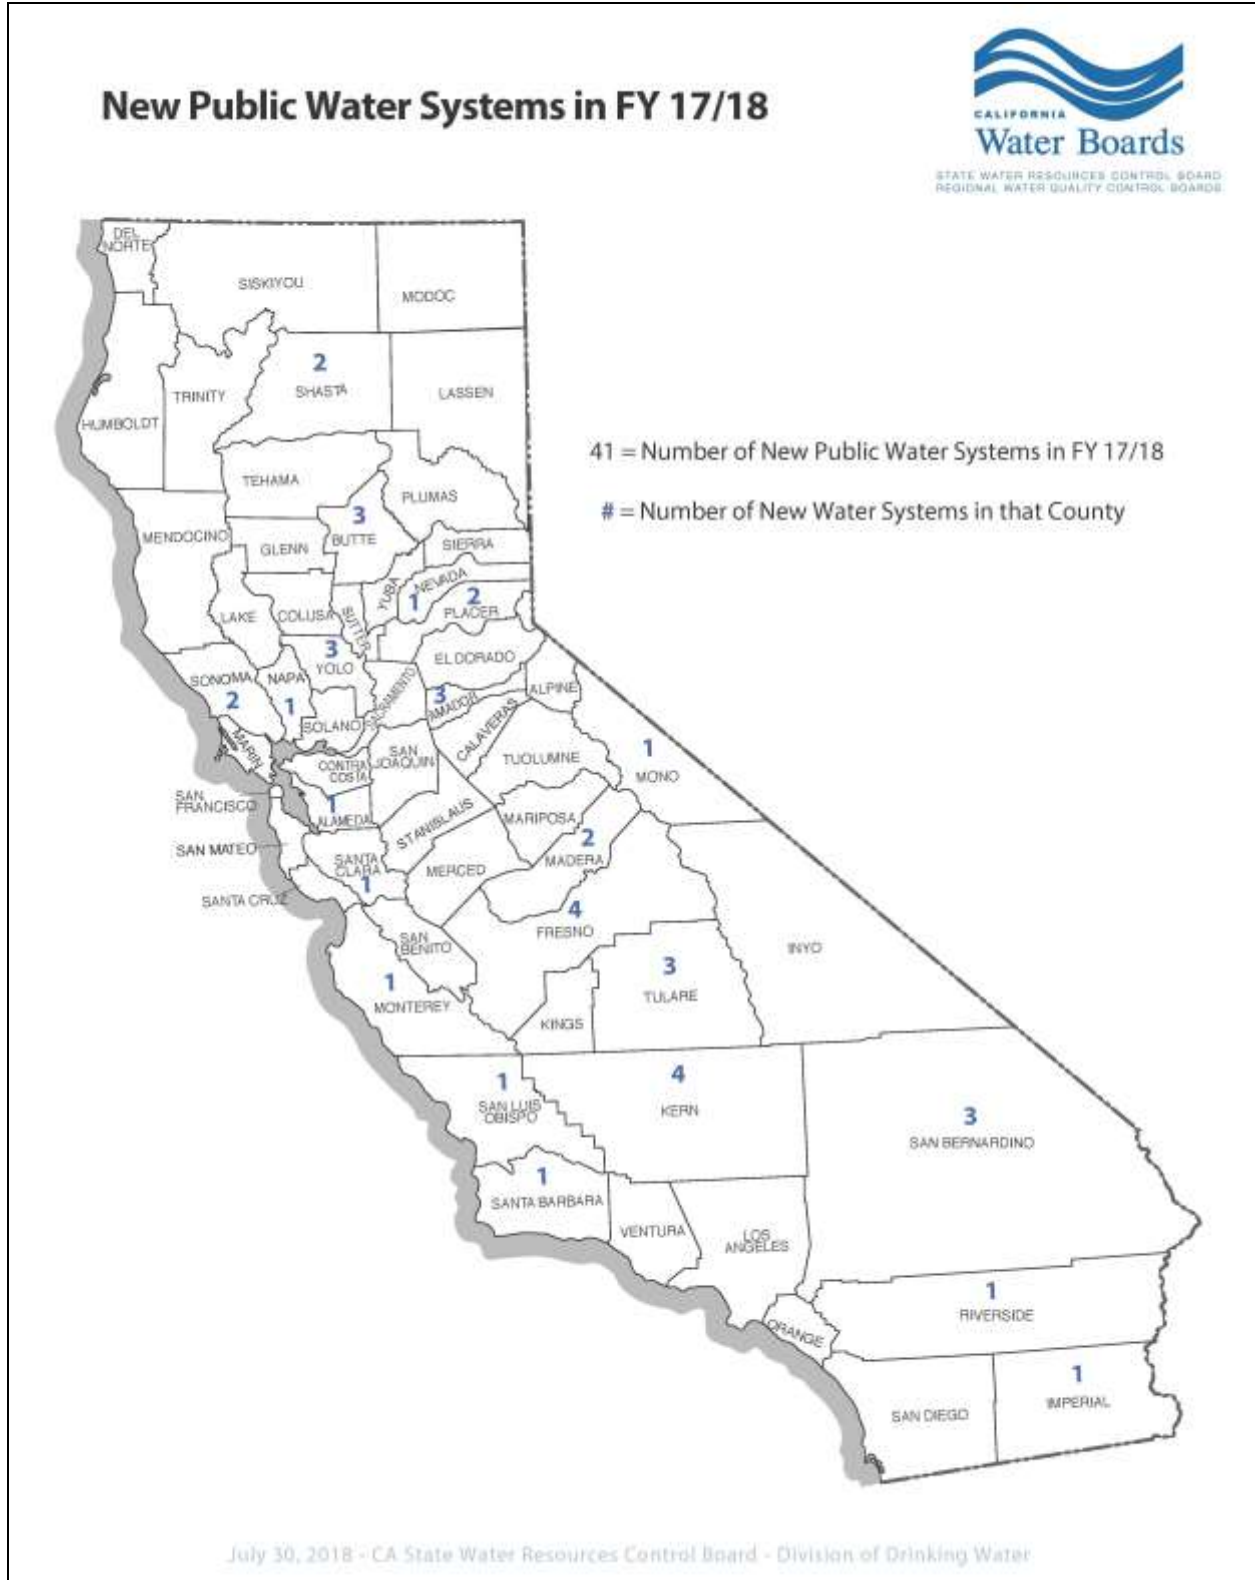 New Public Water Systems in FY 17/18
CALIFORNIA
Water Boards
STATE WATER RESOURCES CONTROL BOARD
REGIONAL WATER QUALITY CONTROL BOARDS
DEL
NORTE
SISKIYOU
MODOC
2
SHASTA
TRINITY
LASSEN
HUMBOLDT
41 = Number of New Public Water Systems in FY 17/18
# = Number of New Water Systems in that County
TEHAMA
PLUMAS
3
BUTTE
MENDOCINO
GLENN
SIERRA
NEVADA
1
YUBA
2
PLACER
LAKE
COLUSA
SUTTER
3
YOLO
EL DORADO
SONOMA
2
NAPA
1
SOLANO
SACRAMENTO
3
AMADOR
ALPINE
CALAVERAS
MARIN
CONTRA
COSTA
SAN
JOAQUIN
TUOLUMNE
1
MONO
SAN
FRANCISCO
1
ALAMEDA
STANISLAUS
MARIPOSA
2
MADERA
SAN MATEO
SANTA
CLARA
1
MERCED
SANTA CRUZ
4
FRESNO
SAN
BENITO
INYO
1
MONTEREY
3
TULARE
KINGS
1
SAN LUIS
OBISPO
4
KERN
3
SAN BERNARDINO
1
SANTA BARBARA
VENTURA
LOS
ANGELES
1
RIVERSIDE
ORANGE
1
IMPERIAL
SAN DIEGO
July 30, 2018 - CA State Water Resources Control Board - Division of Drinking Water